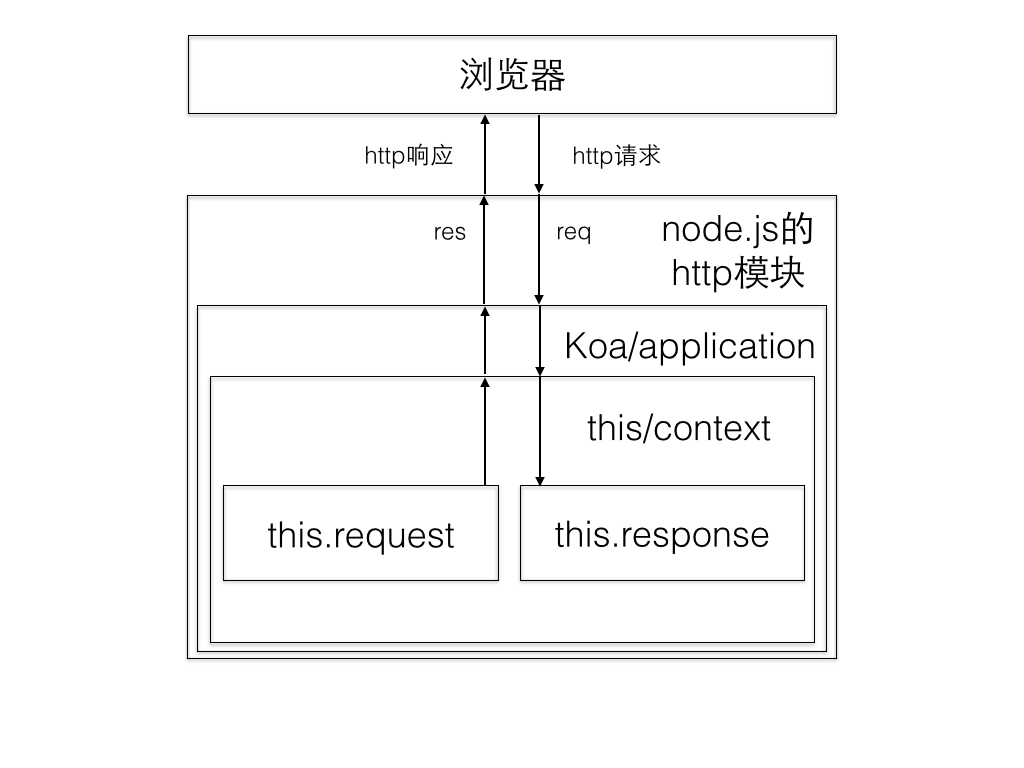 浏览器
http响应
http请求
res
req
node.js的
http模块
Koa/application
this/context
this.request
this.response